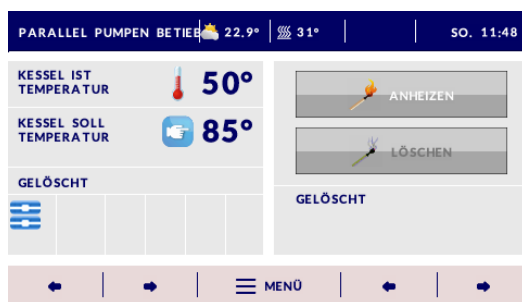 PARALLEL PUMPEN BETIEB 22.9° 31° SO. 11:48
KESSEL IST
TEMPERATUR 50°
KESSEL SOLL
TEMPERATUR 85°
GELÖSCHT
ANHEIZEN
LÖSCHEN
GELÖSCHT
MENÜ